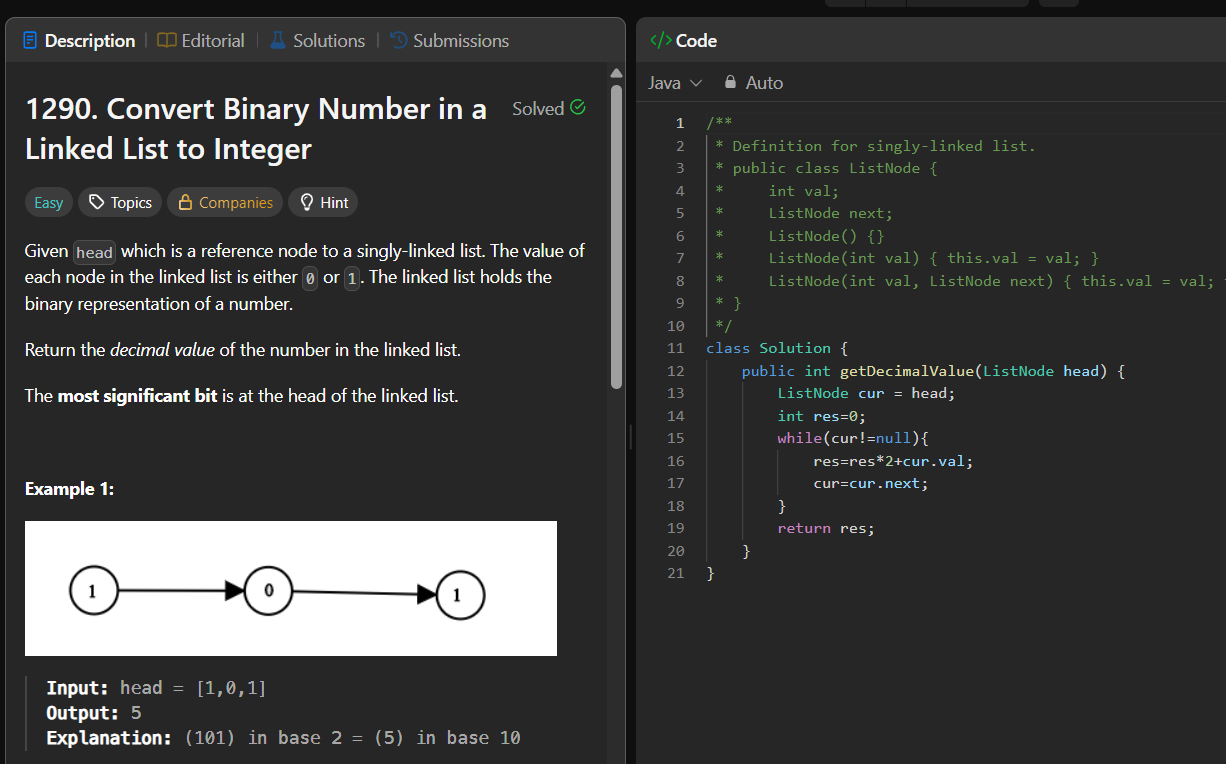 Description | Editorial | Solutions | Submissions
1290. Convert Binary Number in a
Linked List to Integer
Solved
Easy Topics Companies Hint
Given head which is a reference node to a singly-linked list. The value of
each node in the linked list is either 0 or 1. The linked list holds the
binary representation of a number.
Return the decimal value of the number in the linked list.
The most significant bit is at the head of the linked list.
Example 1:
1 0 1
Input: head = [1,0,1]
Output: 5
Explanation: (101) in base 2 = (5) in base 10
</> Code
Java Auto
1 /**
2 * Definition for singly-linked list.
3 * public class ListNode {
4 *     int val;
5 *     ListNode next;
6 *     ListNode() {}
7 *     ListNode(int val) { this.val = val; }
8 *     ListNode(int val, ListNode next) { this.val = val;
9 * }
10 */
11 class Solution {
12     public int getDecimalValue(ListNode head) {
13         ListNode cur = head;
14         int res=0;
15         while(cur!=null){
16             res=res*2+cur.val;
17             cur=cur.next;
18         }
19         return res;
20     }
21 }